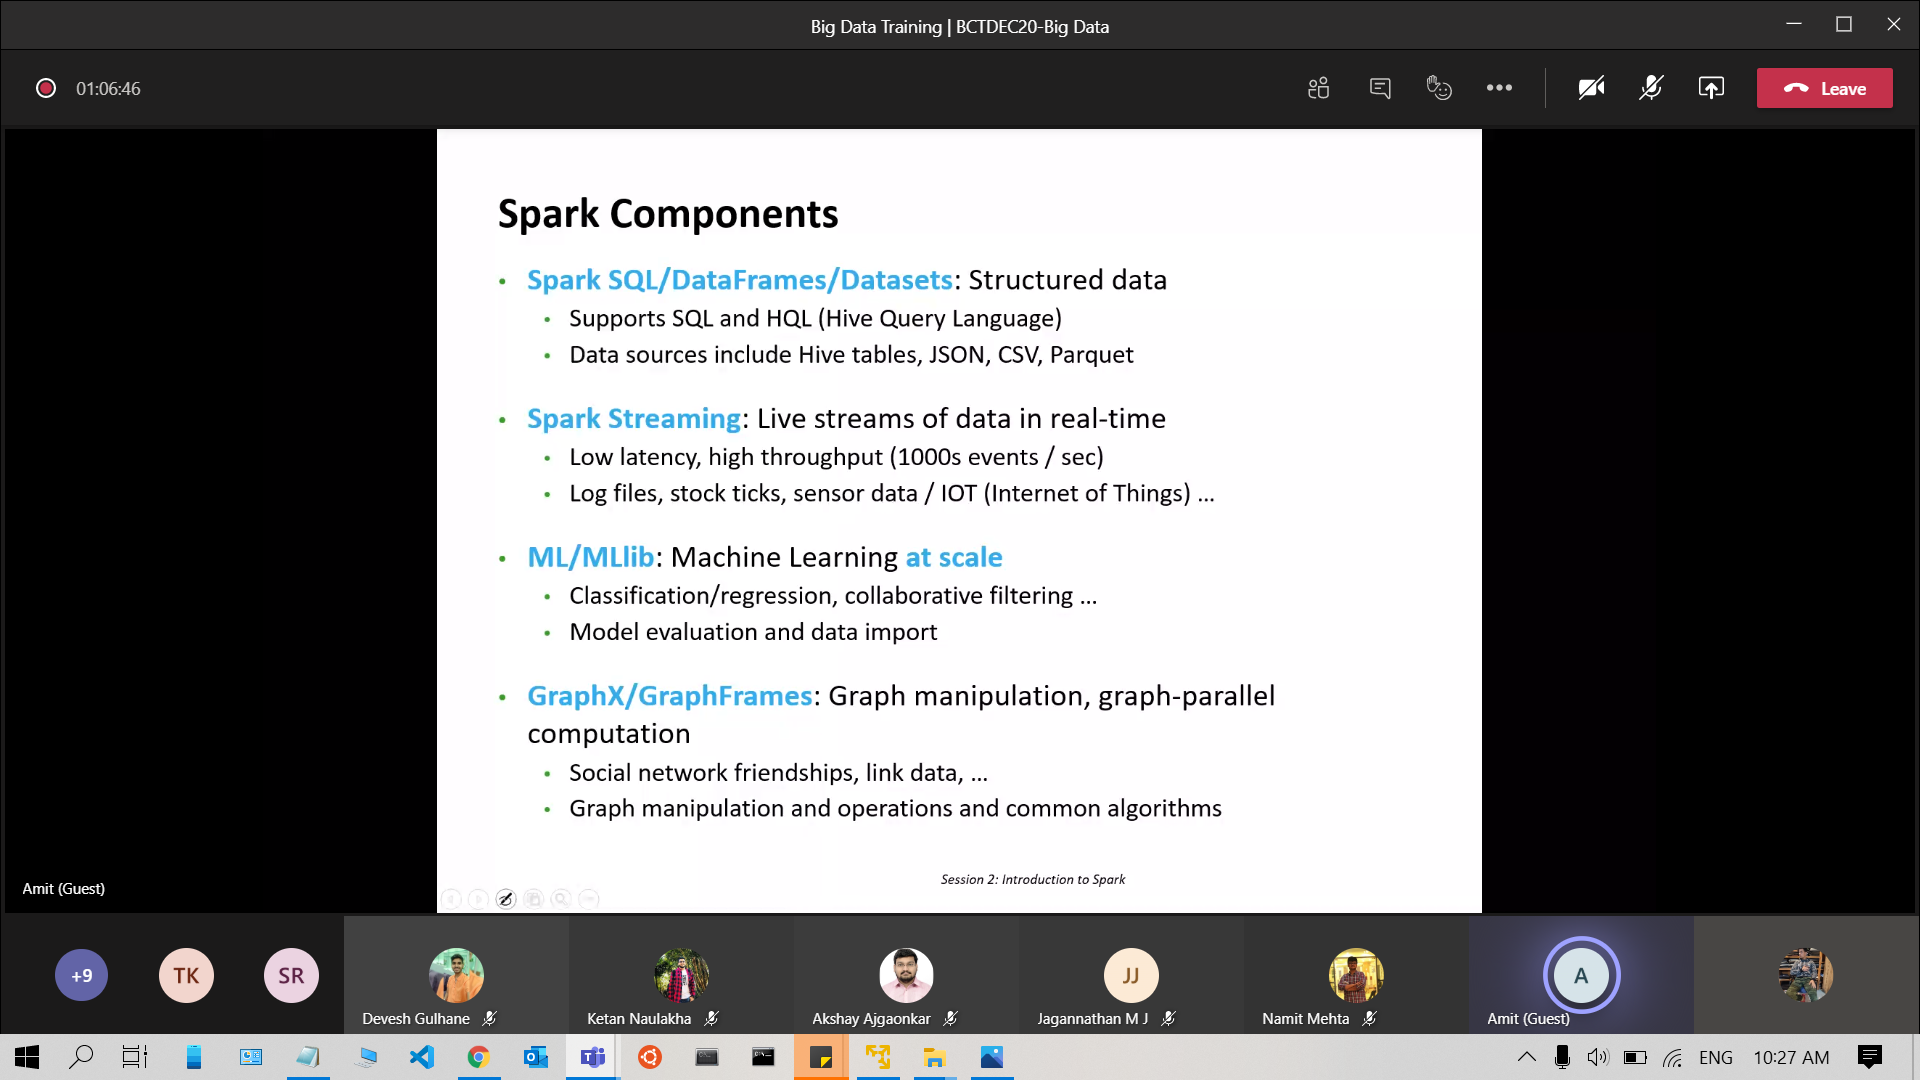 Big Data Training | BCTDEC20-Big Data
01:06:46
Leave
Spark Components
• Spark SQL/DataFrames/Datasets: Structured data
• Supports SQL and HQL (Hive Query Language)
• Data sources include Hive tables, JSON, CSV, Parquet
• Spark Streaming: Live streams of data in real-time
• Low latency, high throughput (1000s events / sec)
• Log files, stock ticks, sensor data / IOT (Internet of Things) ...
• ML/MLlib: Machine Learning at scale
• Classification/regression, collaborative filtering ...
• Model evaluation and data import
• GraphX/GraphFrames: Graph manipulation, graph-parallel
computation
• Social network friendships, link data, ...
• Graph manipulation and operations and common algorithms
Session 2: Introduction to Spark
Amit (Guest)
+9 TK SR JJ A
Devesh Gulhane Ketan Naulakha Akshay Ajgaonkar Jagannathan M J Namit Mehta Amit (Guest)
ENG 10:27 AM